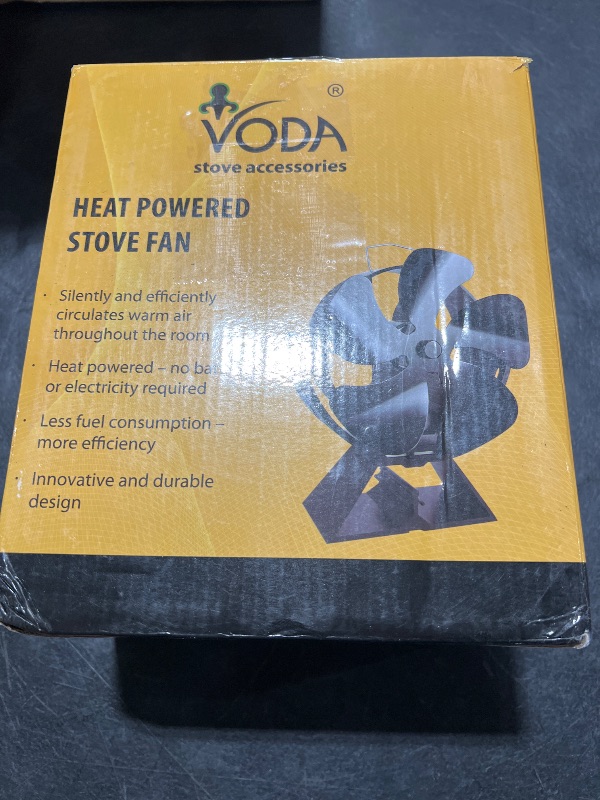 ®
VODA
stove accessories
HEAT POWERED
STOVE FAN
· Silently and efficiently
circulates warm air
throughout the room
· Heat powered – no
or electricity required
· Less fuel consumption –
more efficiency
· Innovative and durable
design